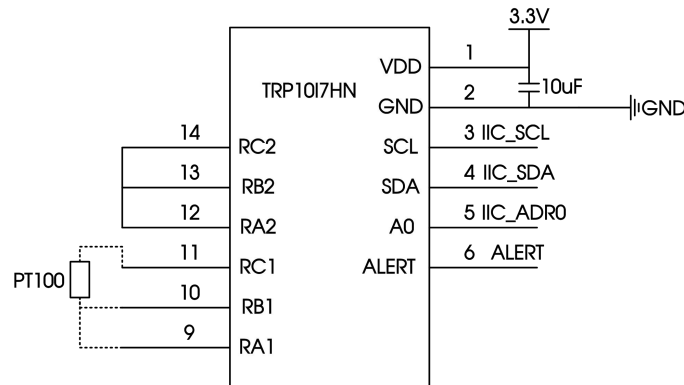 3.3V
VDD 1
TRP10I7HN
10uF
GND 2
GND
14 RC2
SCL 3 IIC_SCL
13 RB2
SDA 4 IIC_SDA
12 RA2
A0 5 IIC_ADR0
11 RC1
ALERT 6 ALERT
PT100
10 RB1
9 RA1